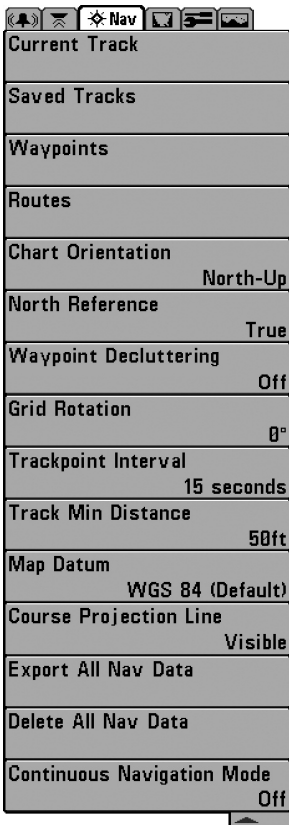 Nav
Current Track
Saved Tracks
Waypoints
Routes
Chart Orientation
North-Up
North Reference
True
Waypoint Decluttering
Off
Grid Rotation
0°
Trackpoint Interval
15 seconds
Track Min Distance
50ft
Map Datum
WGS 84 (Default)
Course Projection Line
Visible
Export All Nav Data
Delete All Nav Data
Continuous Navigation Mode
Off